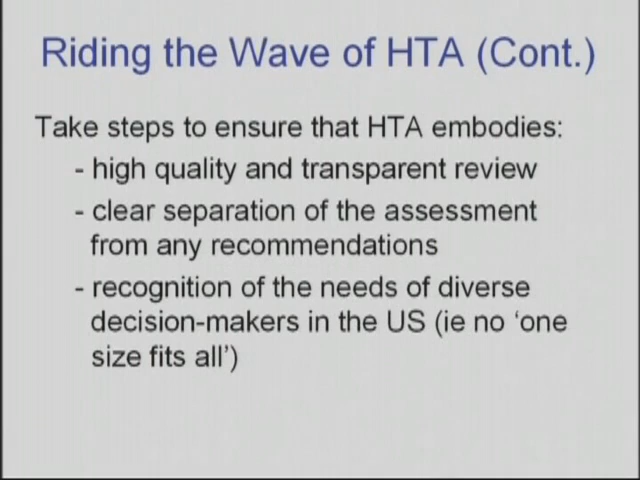 Riding the Wave of HTA (Cont.)
Take steps to ensure that HTA embodies:
- high quality and transparent review
- clear separation of the assessment
from any recommendations
- recognition of the needs of diverse
decision-makers in the US (ie no ‘one
size fits all’)